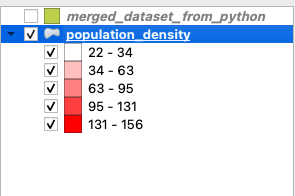 merged_dataset_from_python
population_density
22 - 34
34 - 63
63 - 95
95 - 131
131 - 156